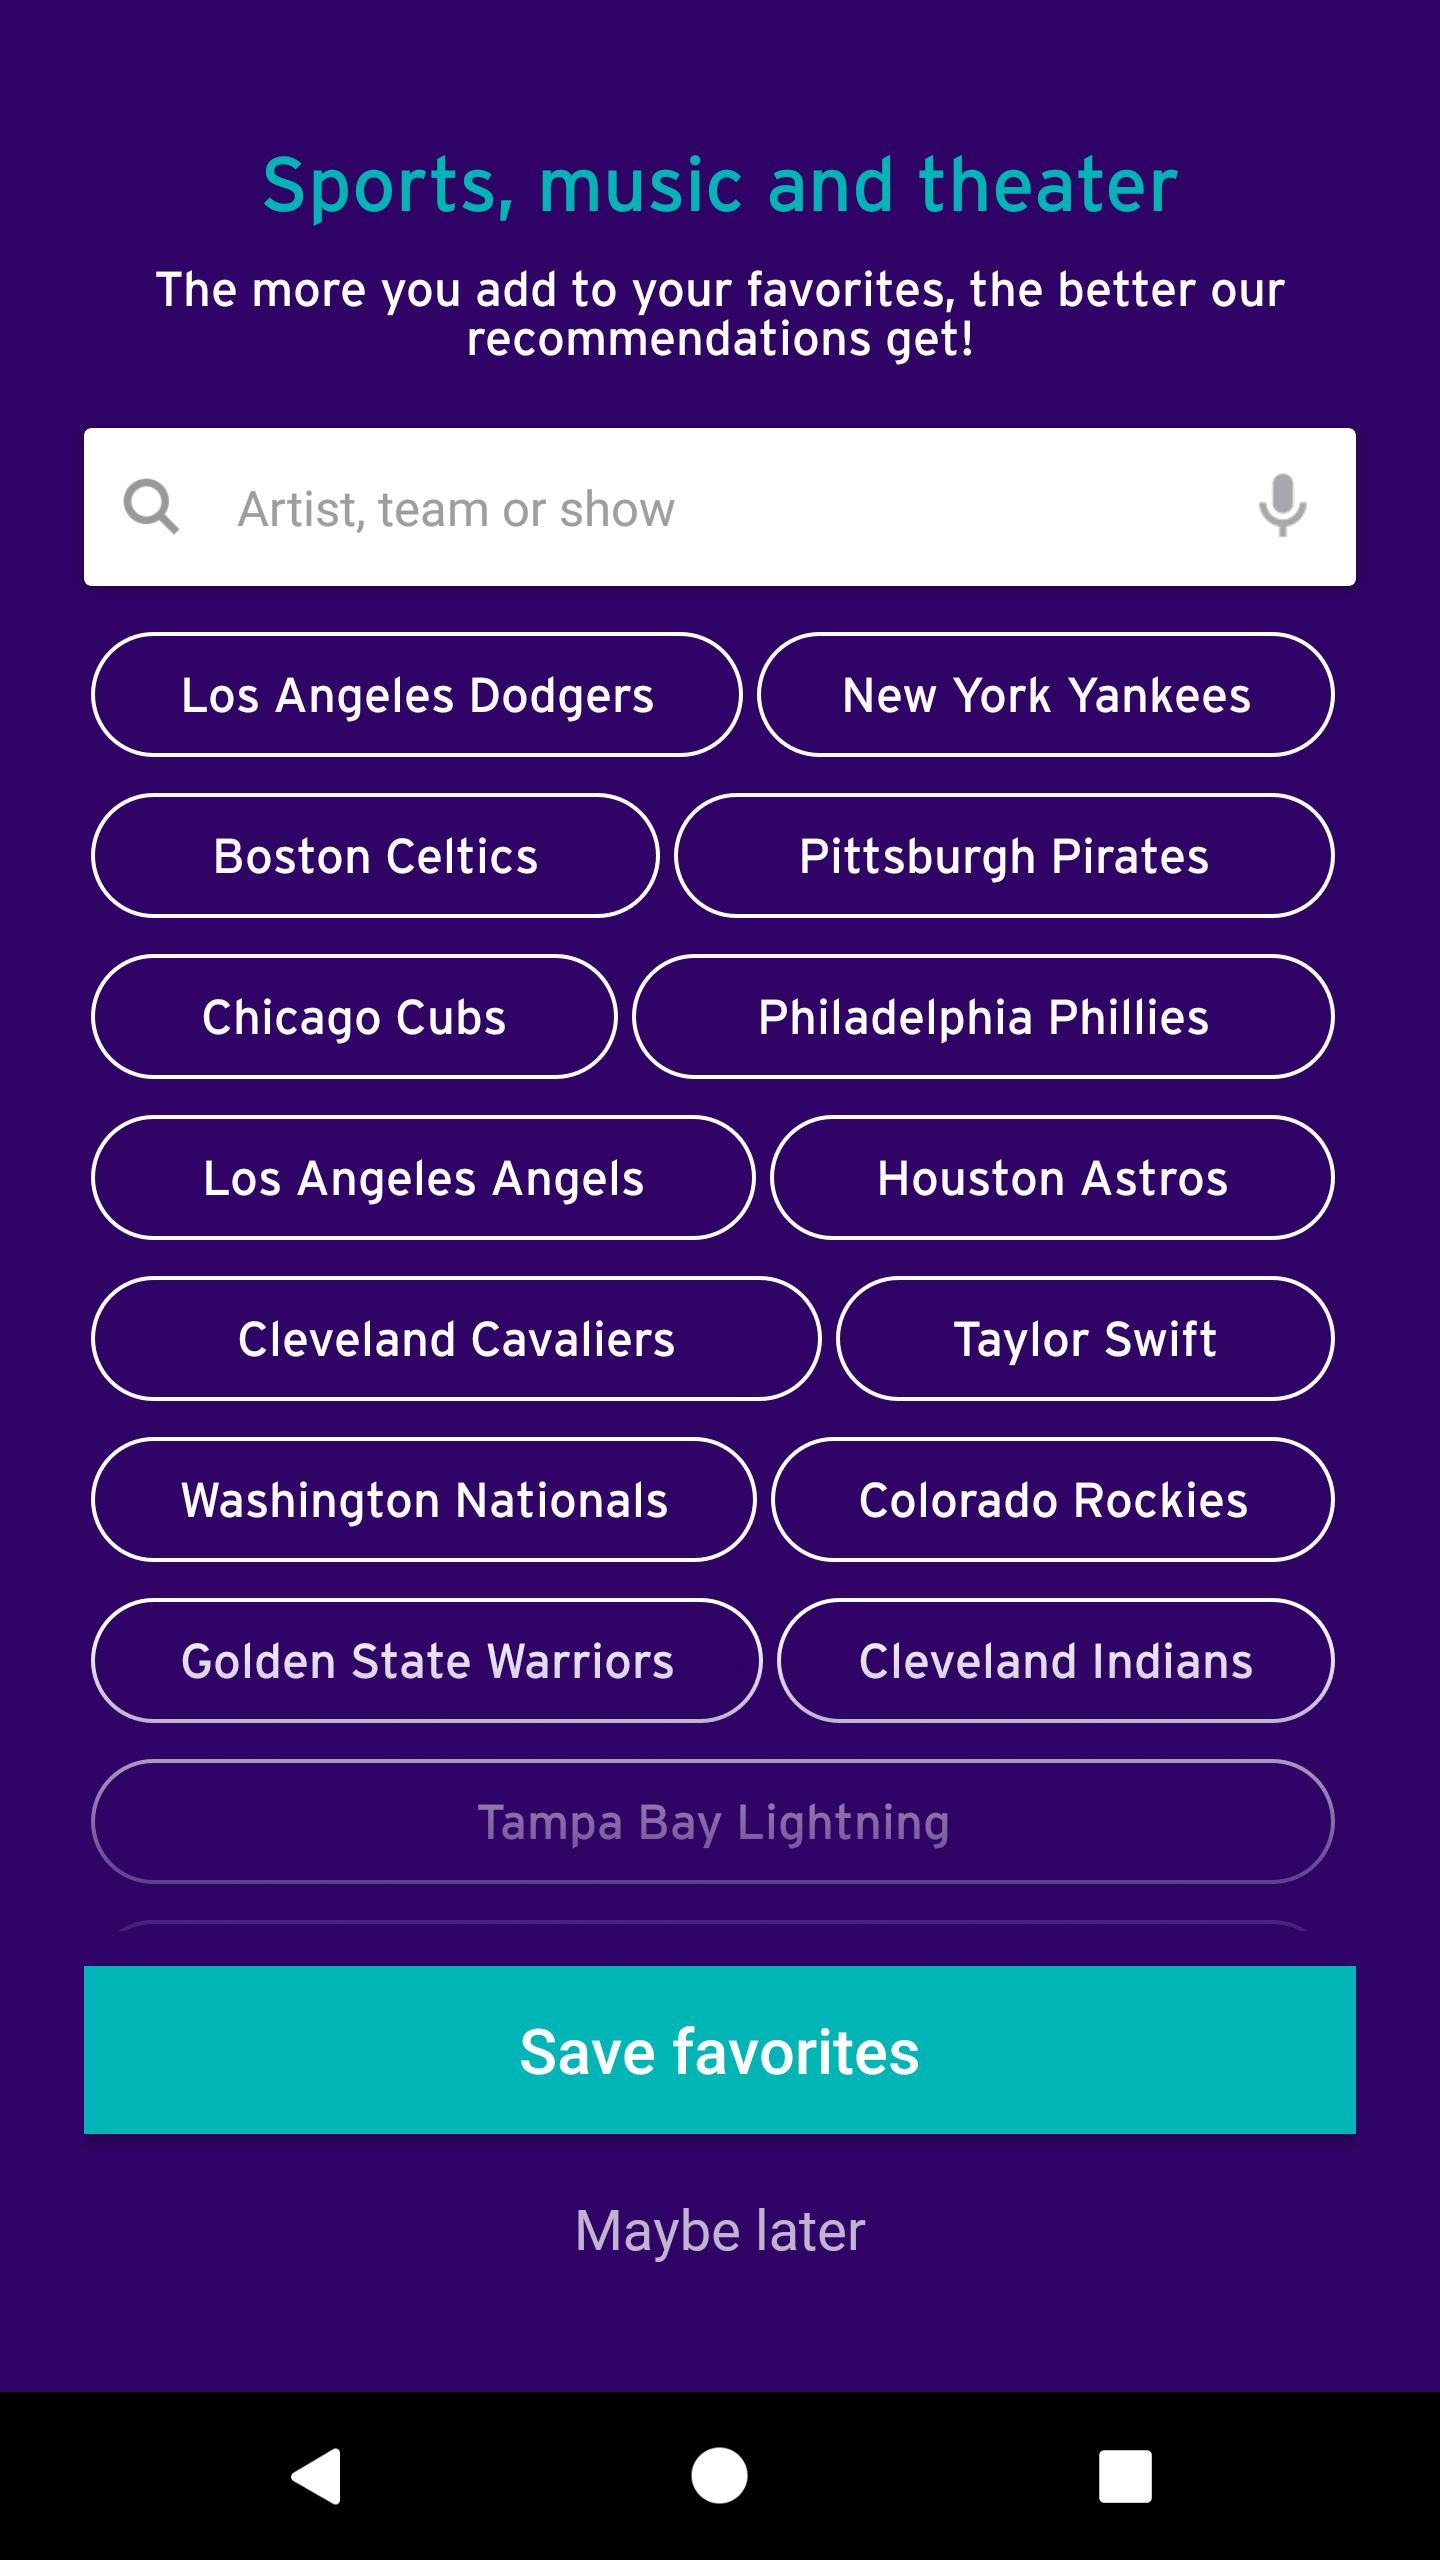 Sports, music and theater
The more you add to your favorites, the better our
recommendations get!
Artist, team or show
Los Angeles Dodgers
New York Yankees
Boston Celtics
Pittsburgh Pirates
Chicago Cubs
Philadelphia Phillies
Los Angeles Angels
Houston Astros
Cleveland Cavaliers
Taylor Swift
Washington Nationals
Colorado Rockies
Golden State Warriors
Cleveland Indians
Tampa Bay Lightning
Save favorites
Maybe later